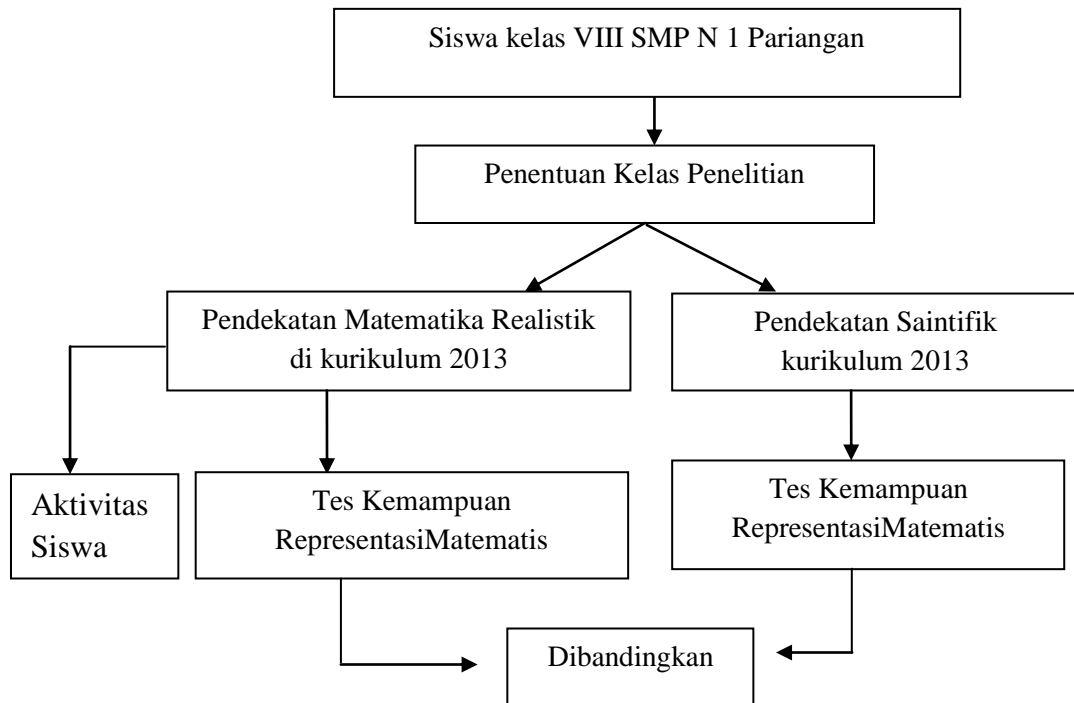 Siswa kelas VIII SMP N 1 Pariangan
Penentuan Kelas Penelitian
Pendekatan Matematika Realistik
di kurikulum 2013
Pendekatan Saintifik
kurikulum 2013
Aktivitas
Siswa
Tes Kemampuan
RepresentasiMatematis
Tes Kemampuan
RepresentasiMatematis
Dibandingkan